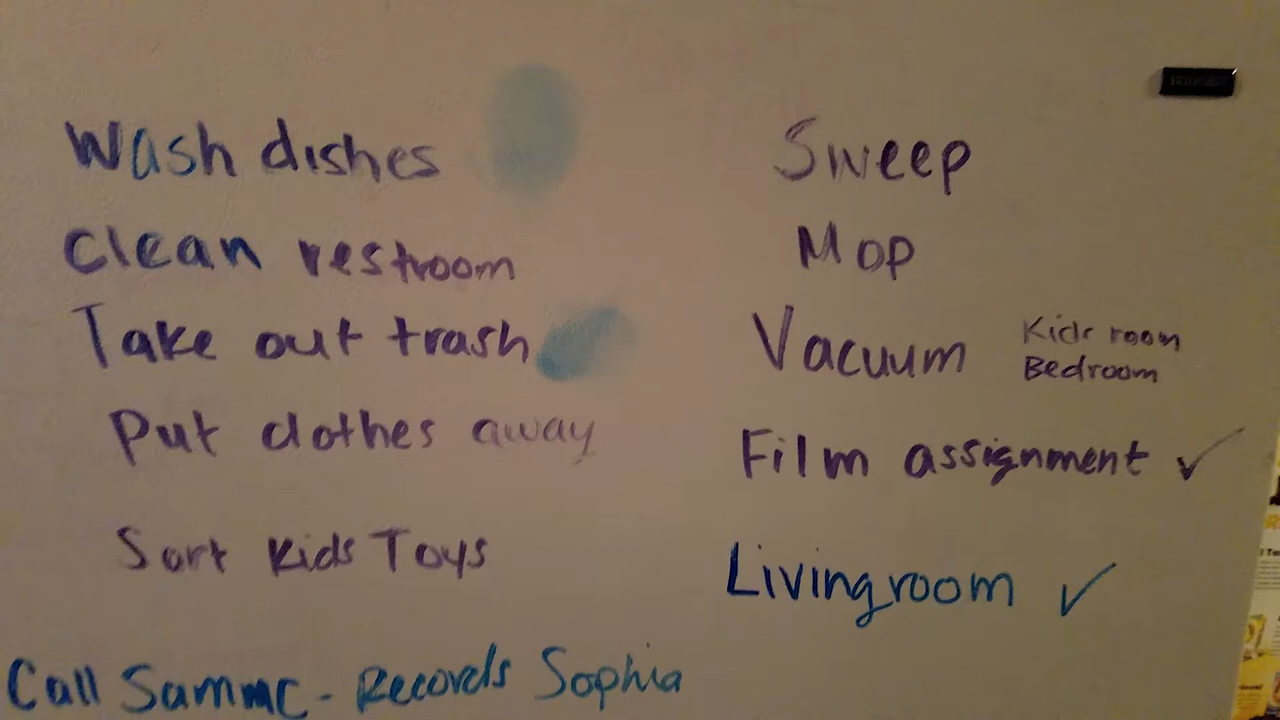 Wash dishes
Clean restroom
Take out trash
Put clothes away
Sort Kids Toys
Call Sammc - Records Sophia
Sweep
Mop
Vacuum Kids room
Bedroom
Film assignment ✓
Livingroom ✓